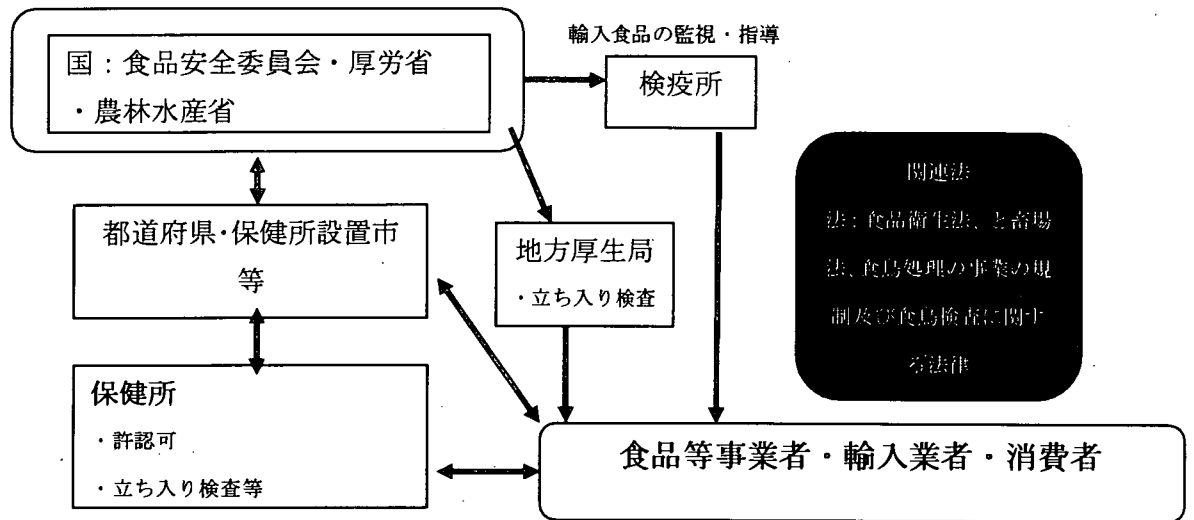 輸入食品の監視・指導
国：食品安全委員会・厚労省
・農林水産省
検疫所
関連法
法：食品衛生法、と畜場
法、食鳥処理の事業の規
制及び食鳥検査に関す
る法律
都道府県・保健所設置市
等
地方厚生局
・立ち入り検査
保健所
・許認可
・立ち入り検査等
食品等事業者・輸入業者・消費者